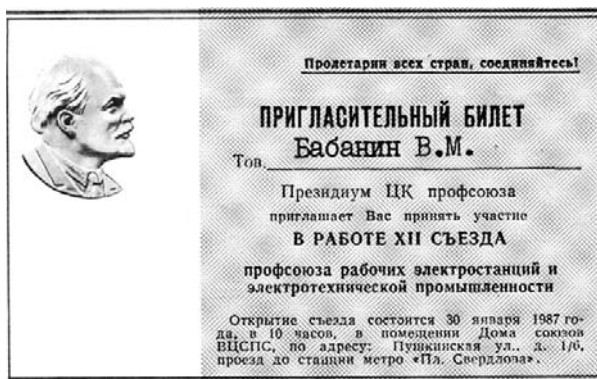 Пролетарии всех стран, соединяйтесь!
ПРИГЛАСИТЕЛЬНЫЙ БИЛЕТ
Тов. Бабанин В.М.
Президиум ЦК профсоюза
приглашает Вас принять участие
В РАБОТЕ XII СЪЕЗДА
профсоюза рабочих электростанций и
электротехнической промышленности
Открытие съезда состоится 30 января 1987 го-
да, в 10 часов, в помещении Дома союзов
ВЦСПС, по адресу: Пушкинская ул., д. 1/6,
проезд до станции метро «Пл. Свердлова».